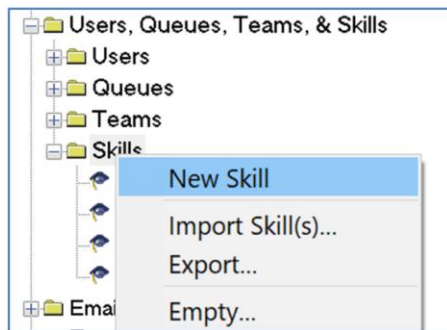 Users, Queues, Teams, & Skills
Users
Queues
Teams
Skills
New Skill
Import Skill(s)...
Export...
Emai
Empty...